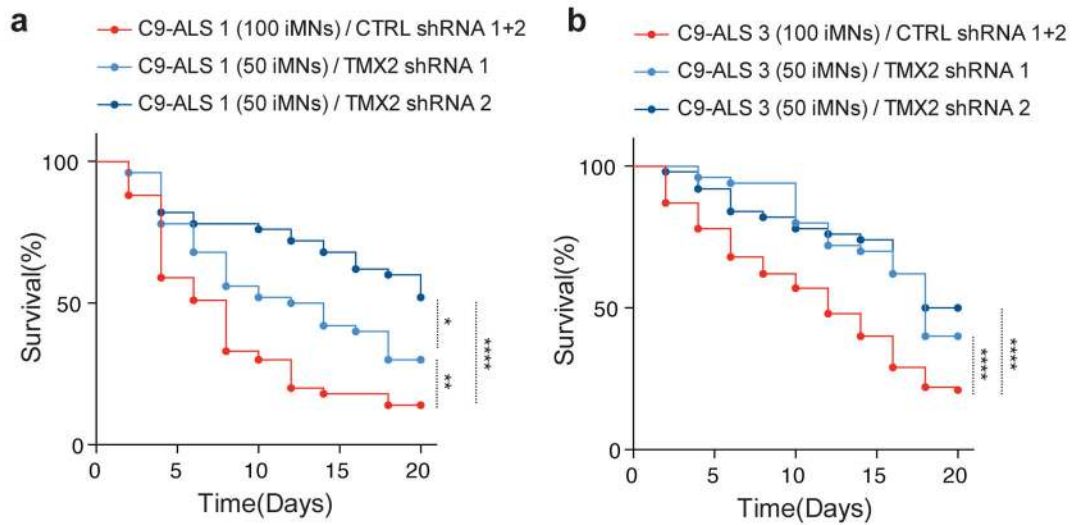 a
C9-ALS 1 (100 iMNs) / CTRL shRNA 1+2
C9-ALS 1 (50 iMNs) / TMX2 shRNA 1
C9-ALS 1 (50 iMNs) / TMX2 shRNA 2
Survival(%)
100
50
0
0 5 10 15 20
Time(Days)
*
**
****
b
C9-ALS 3 (100 iMNs) / CTRL shRNA 1+2
C9-ALS 3 (50 iMNs) / TMX2 shRNA 1
C9-ALS 3 (50 iMNs) / TMX2 shRNA 2
Survival(%)
100
50
0
0 5 10 15 20
Time(Days)
****
****